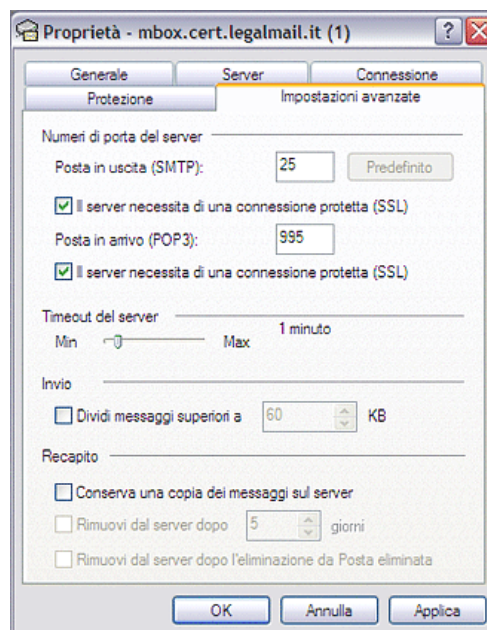 Proprietà - mbox.cert.legalmail.it (1)
Generale Server Connessione
Protezione Impostazioni avanzate
Numeri di porta del server
Posta in uscita (SMTP): 25 Predefinito
Il server necessita di una connessione protetta (SSL)
Posta in arrivo (POP3): 995
Il server necessita di una connessione protetta (SSL)
Timeout del server
Min Max 1 minuto
Invio
Dividi messaggi superiori a 60 KB
Recapito
Conserva una copia dei messaggi sul server
Rimuovi dal server dopo 5 giorni
Rimuovi dal server dopo l'eliminazione da Posta eliminata
OK Annulla Applica